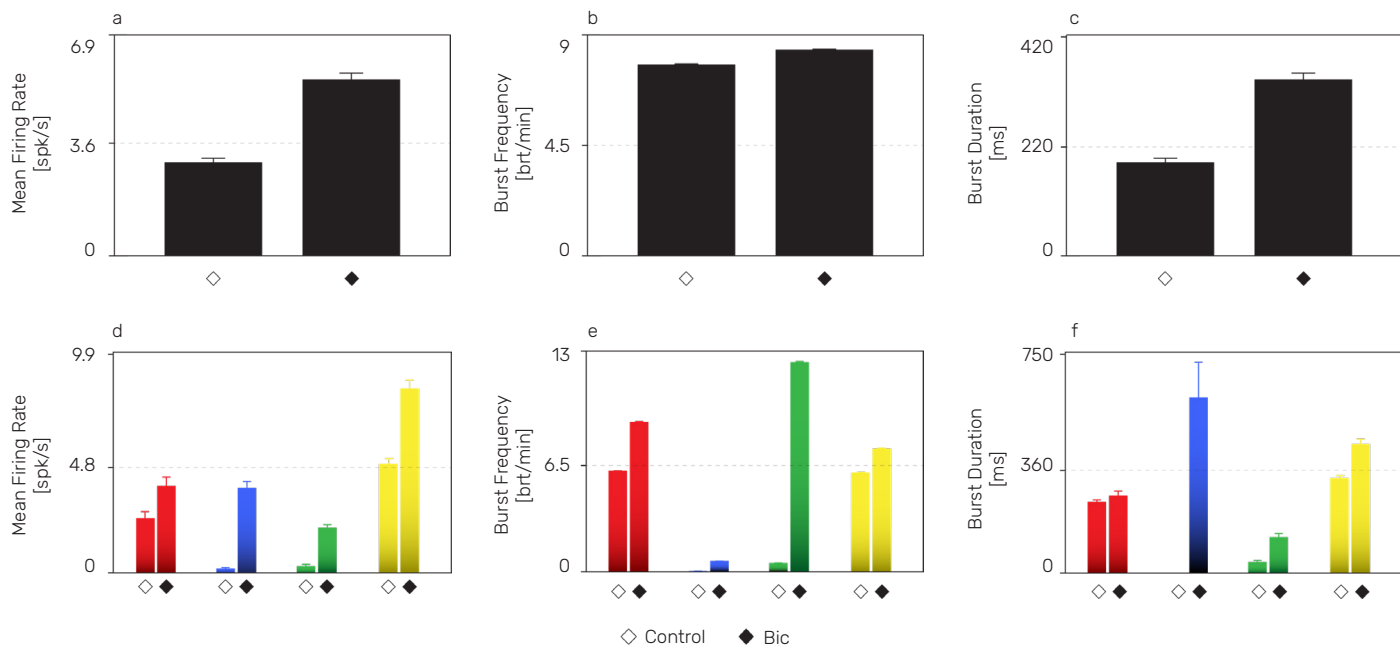 a
6.9
3.6
0
Mean Firing Rate
[spk/s]
b
9
4.5
0
Burst Frequency
[brt/min]
c
420
220
0
Burst Duration
[ms]
d
9.9
4.8
0
Mean Firing Rate
[spk/s]
e
13
6.5
0
Burst Frequency
[brt/min]
f
750
360
0
Burst Duration
[ms]
Control
Bic